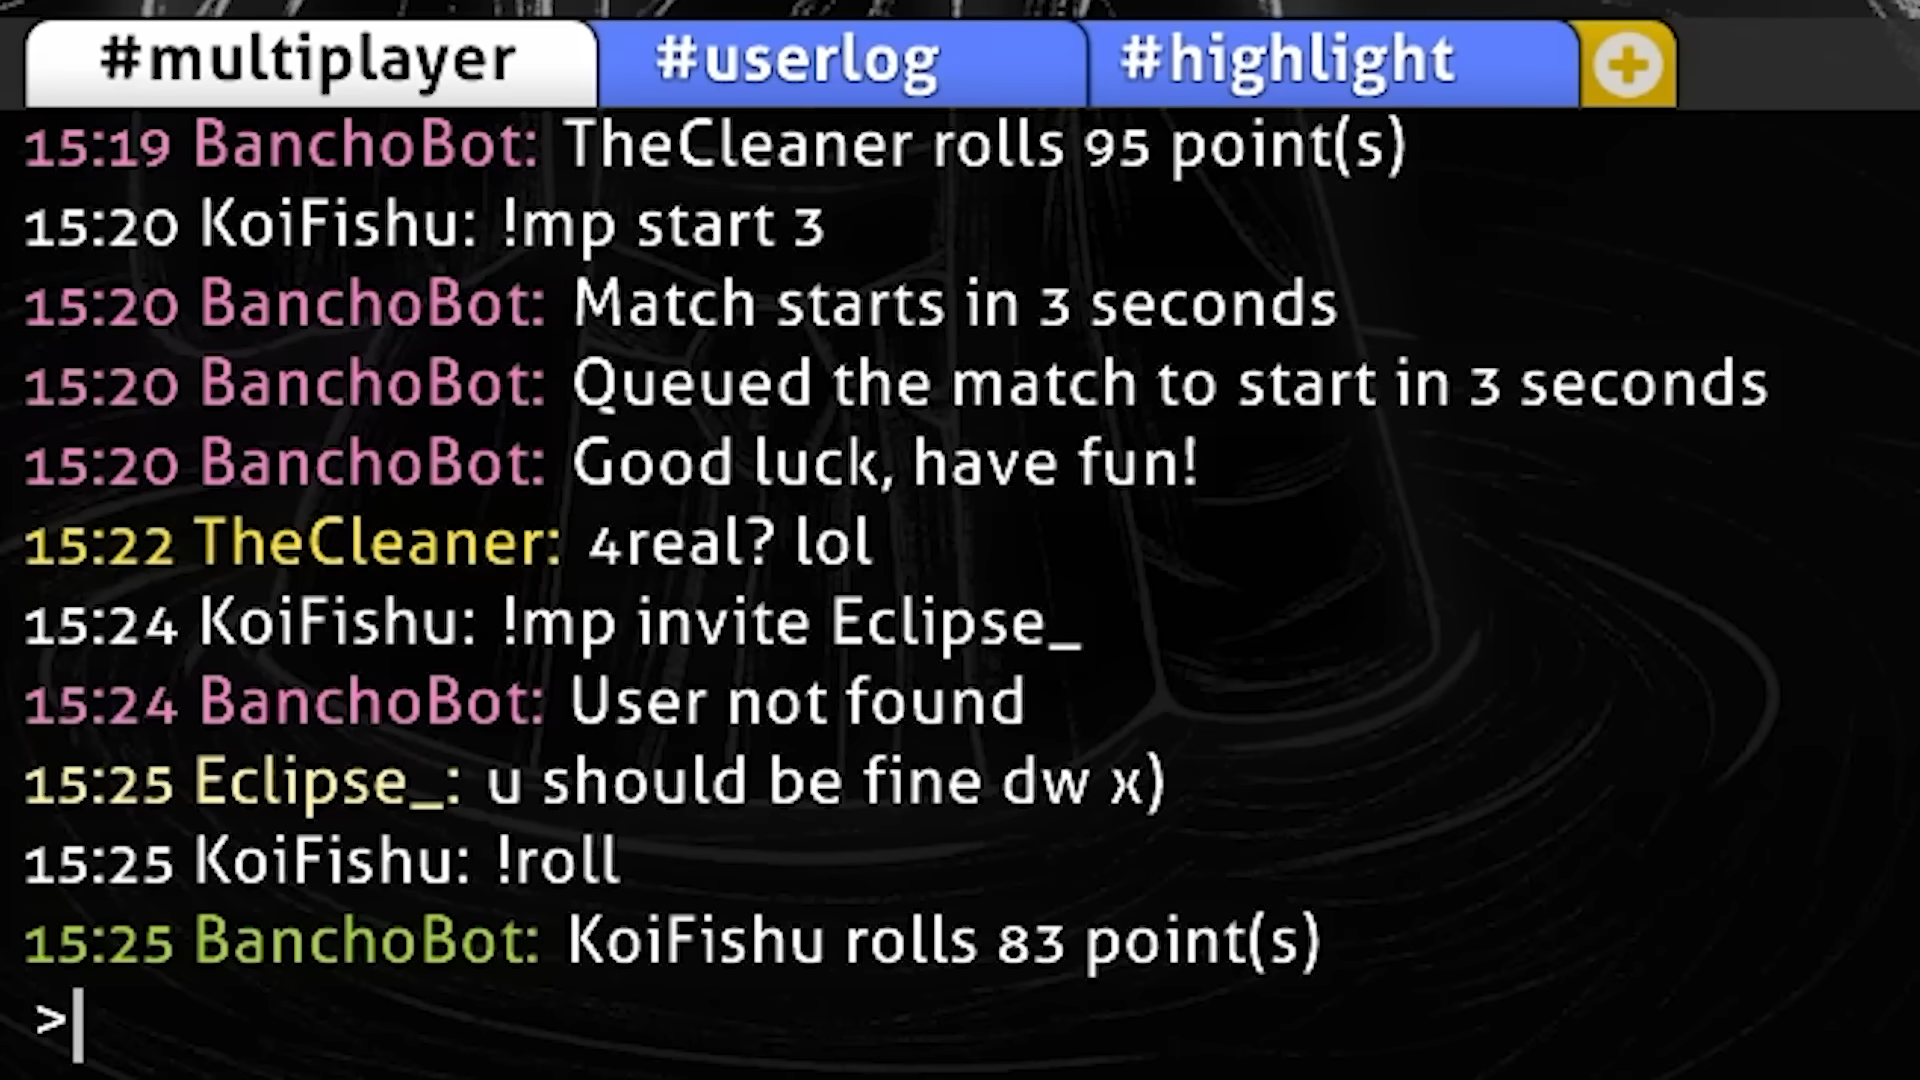 #multiplayer #userlog #highlight
15:19 BanchoBot: TheCleaner rolls 95 point(s)
15:20 KoiFishu: !mp start 3
15:20 BanchoBot: Match starts in 3 seconds
15:20 BanchoBot: Queued the match to start in 3 seconds
15:20 BanchoBot: Good luck, have fun!
15:22 TheCleaner: 4real? lol
15:24 KoiFishu: !mp invite Eclipse_
15:24 BanchoBot: User not found
15:25 Eclipse_: u should be fine dw x)
15:25 KoiFishu: !roll
15:25 BanchoBot: KoiFishu rolls 83 point(s)
>